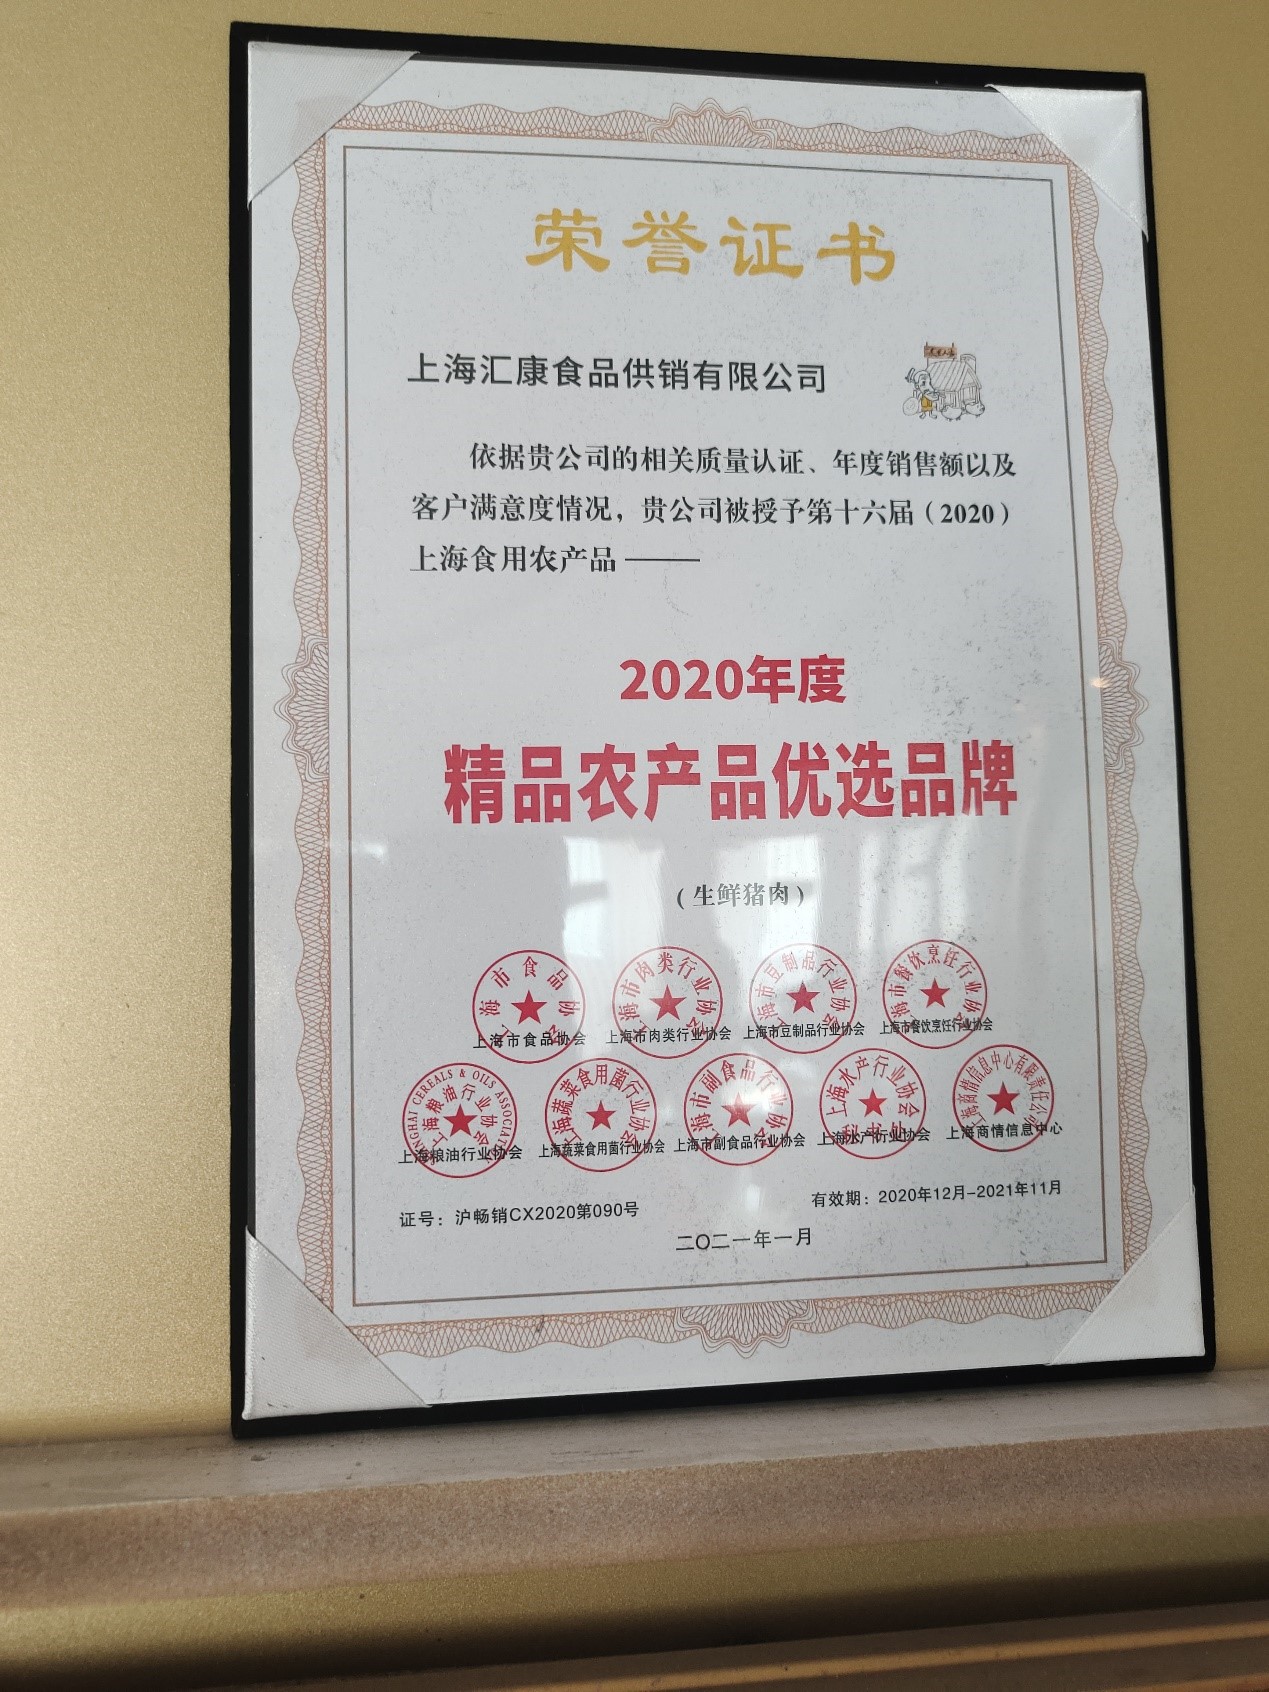 荣誉证书
上海汇康食品供销有限公司
依据贵公司的相关质量认证、年度销售额以及
客户满意度情况，贵公司被授予第十六届（2020）
上海食用农产品——
2020年度
精品农产品优选品牌
（生鲜猪肉）
上海市食品协会
上海市肉类行业协会
上海市豆制品行业协会
上海市餐饮烹饪行业协会
上海粮油行业协会
上海蔬菜食用菌行业协会
上海市副食品行业协会
上海水产行业协会
上海商情信息中心
证号：沪畅销CX2020第090号
有效期：2020年12月-2021年11月
二〇二一年一月